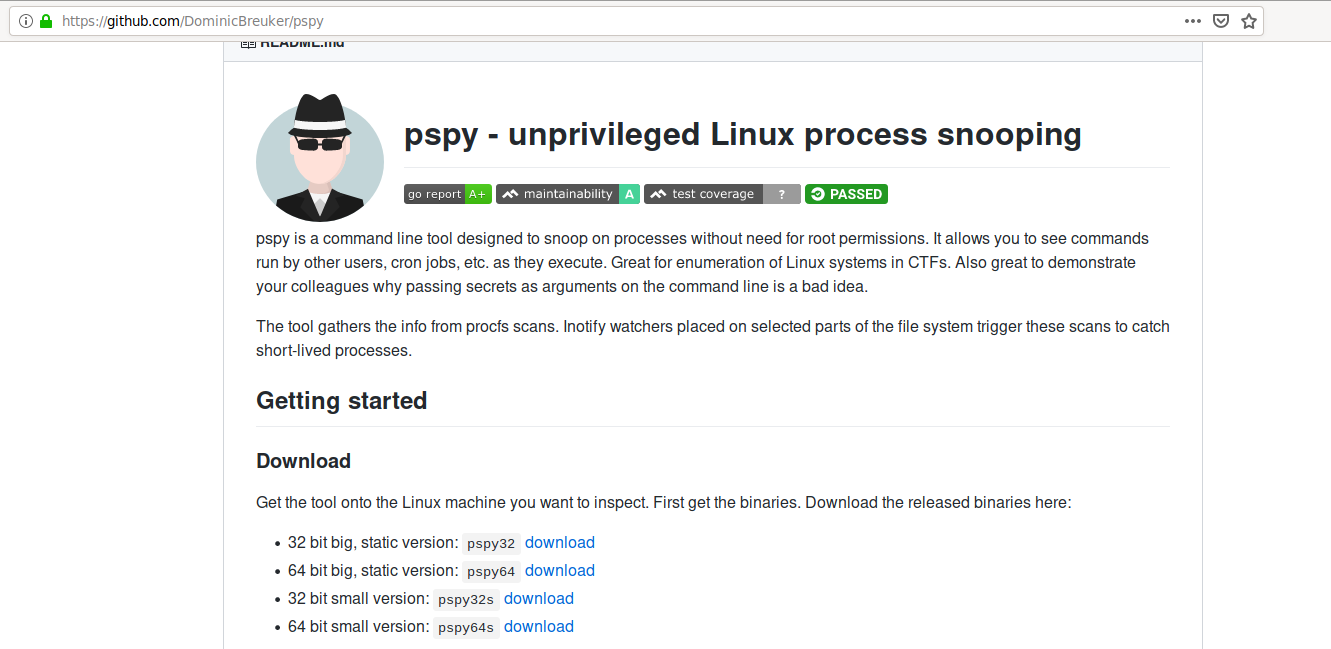 https://github.com/DominicBreuker/pspy
README.md
pspy - unprivileged Linux process snooping
go report A+ maintainability A test coverage ? PASSED
pspy is a command line tool designed to snoop on processes without need for root permissions. It allows you to see commands
run by other users, cron jobs, etc. as they execute. Great for enumeration of Linux systems in CTFs. Also great to demonstrate
your colleagues why passing secrets as arguments on the command line is a bad idea.
The tool gathers the info from procfs scans. Inotify watchers placed on selected parts of the file system trigger these scans to catch
short-lived processes.
Getting started
Download
Get the tool onto the Linux machine you want to inspect. First get the binaries. Download the released binaries here:
• 32 bit big, static version: pspy32 download
• 64 bit big, static version: pspy64 download
• 32 bit small version: pspy32s download
• 64 bit small version: pspy64s download